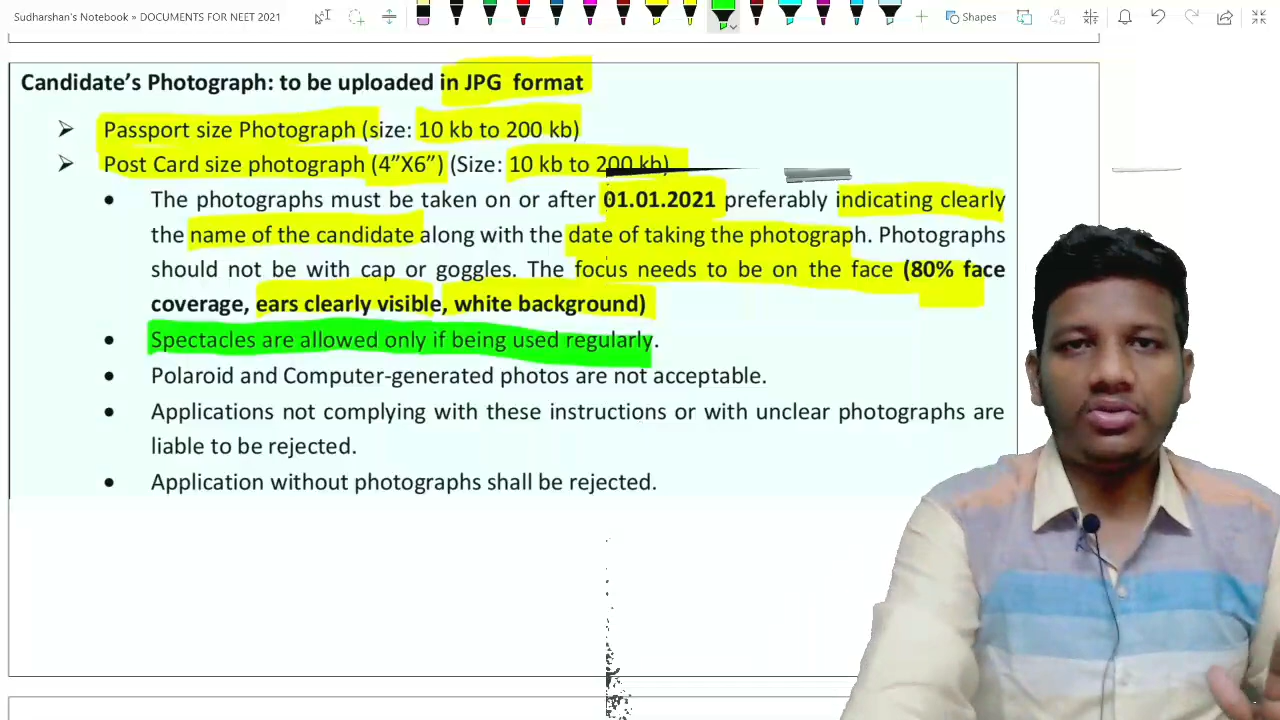 Sudharshan's Notebook » DOCUMENTS FOR NEET 2021
Shapes
Candidate's Photograph: to be uploaded in JPG format
➢ Passport size Photograph (size: 10 kb to 200 kb)
➢ Post Card size photograph (4”X6”) (Size: 10 kb to 200 kb)
• The photographs must be taken on or after 01.01.2021 preferably indicating clearly
the name of the candidate along with the date of taking the photograph. Photographs
should not be with cap or goggles. The focus needs to be on the face (80% face
coverage, ears clearly visible, white background)
• Spectacles are allowed only if being used regularly.
• Polaroid and Computer-generated photos are not acceptable.
• Applications not complying with these instructions or with unclear photographs are
liable to be rejected.
• Application without photographs shall be rejected.